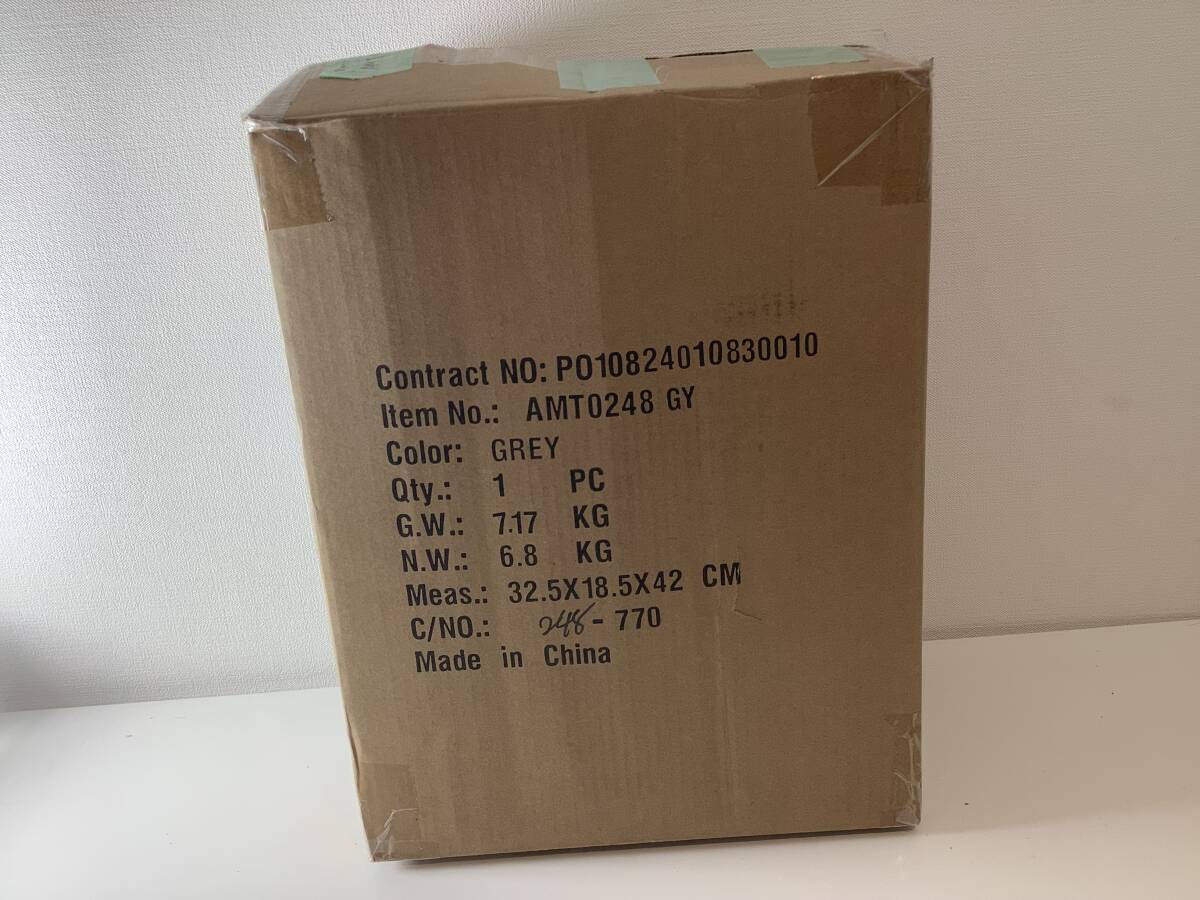 Contract NO: PO10824010830010
Item No.: AMT0248 GY
Color: GREY
Qty.: 1 PC
G.W.: 7.17 KG
N.W.: 6.8 KG
Meas.: 32.5X18.5X42 CM
C/NO.: 248-770
Made in China